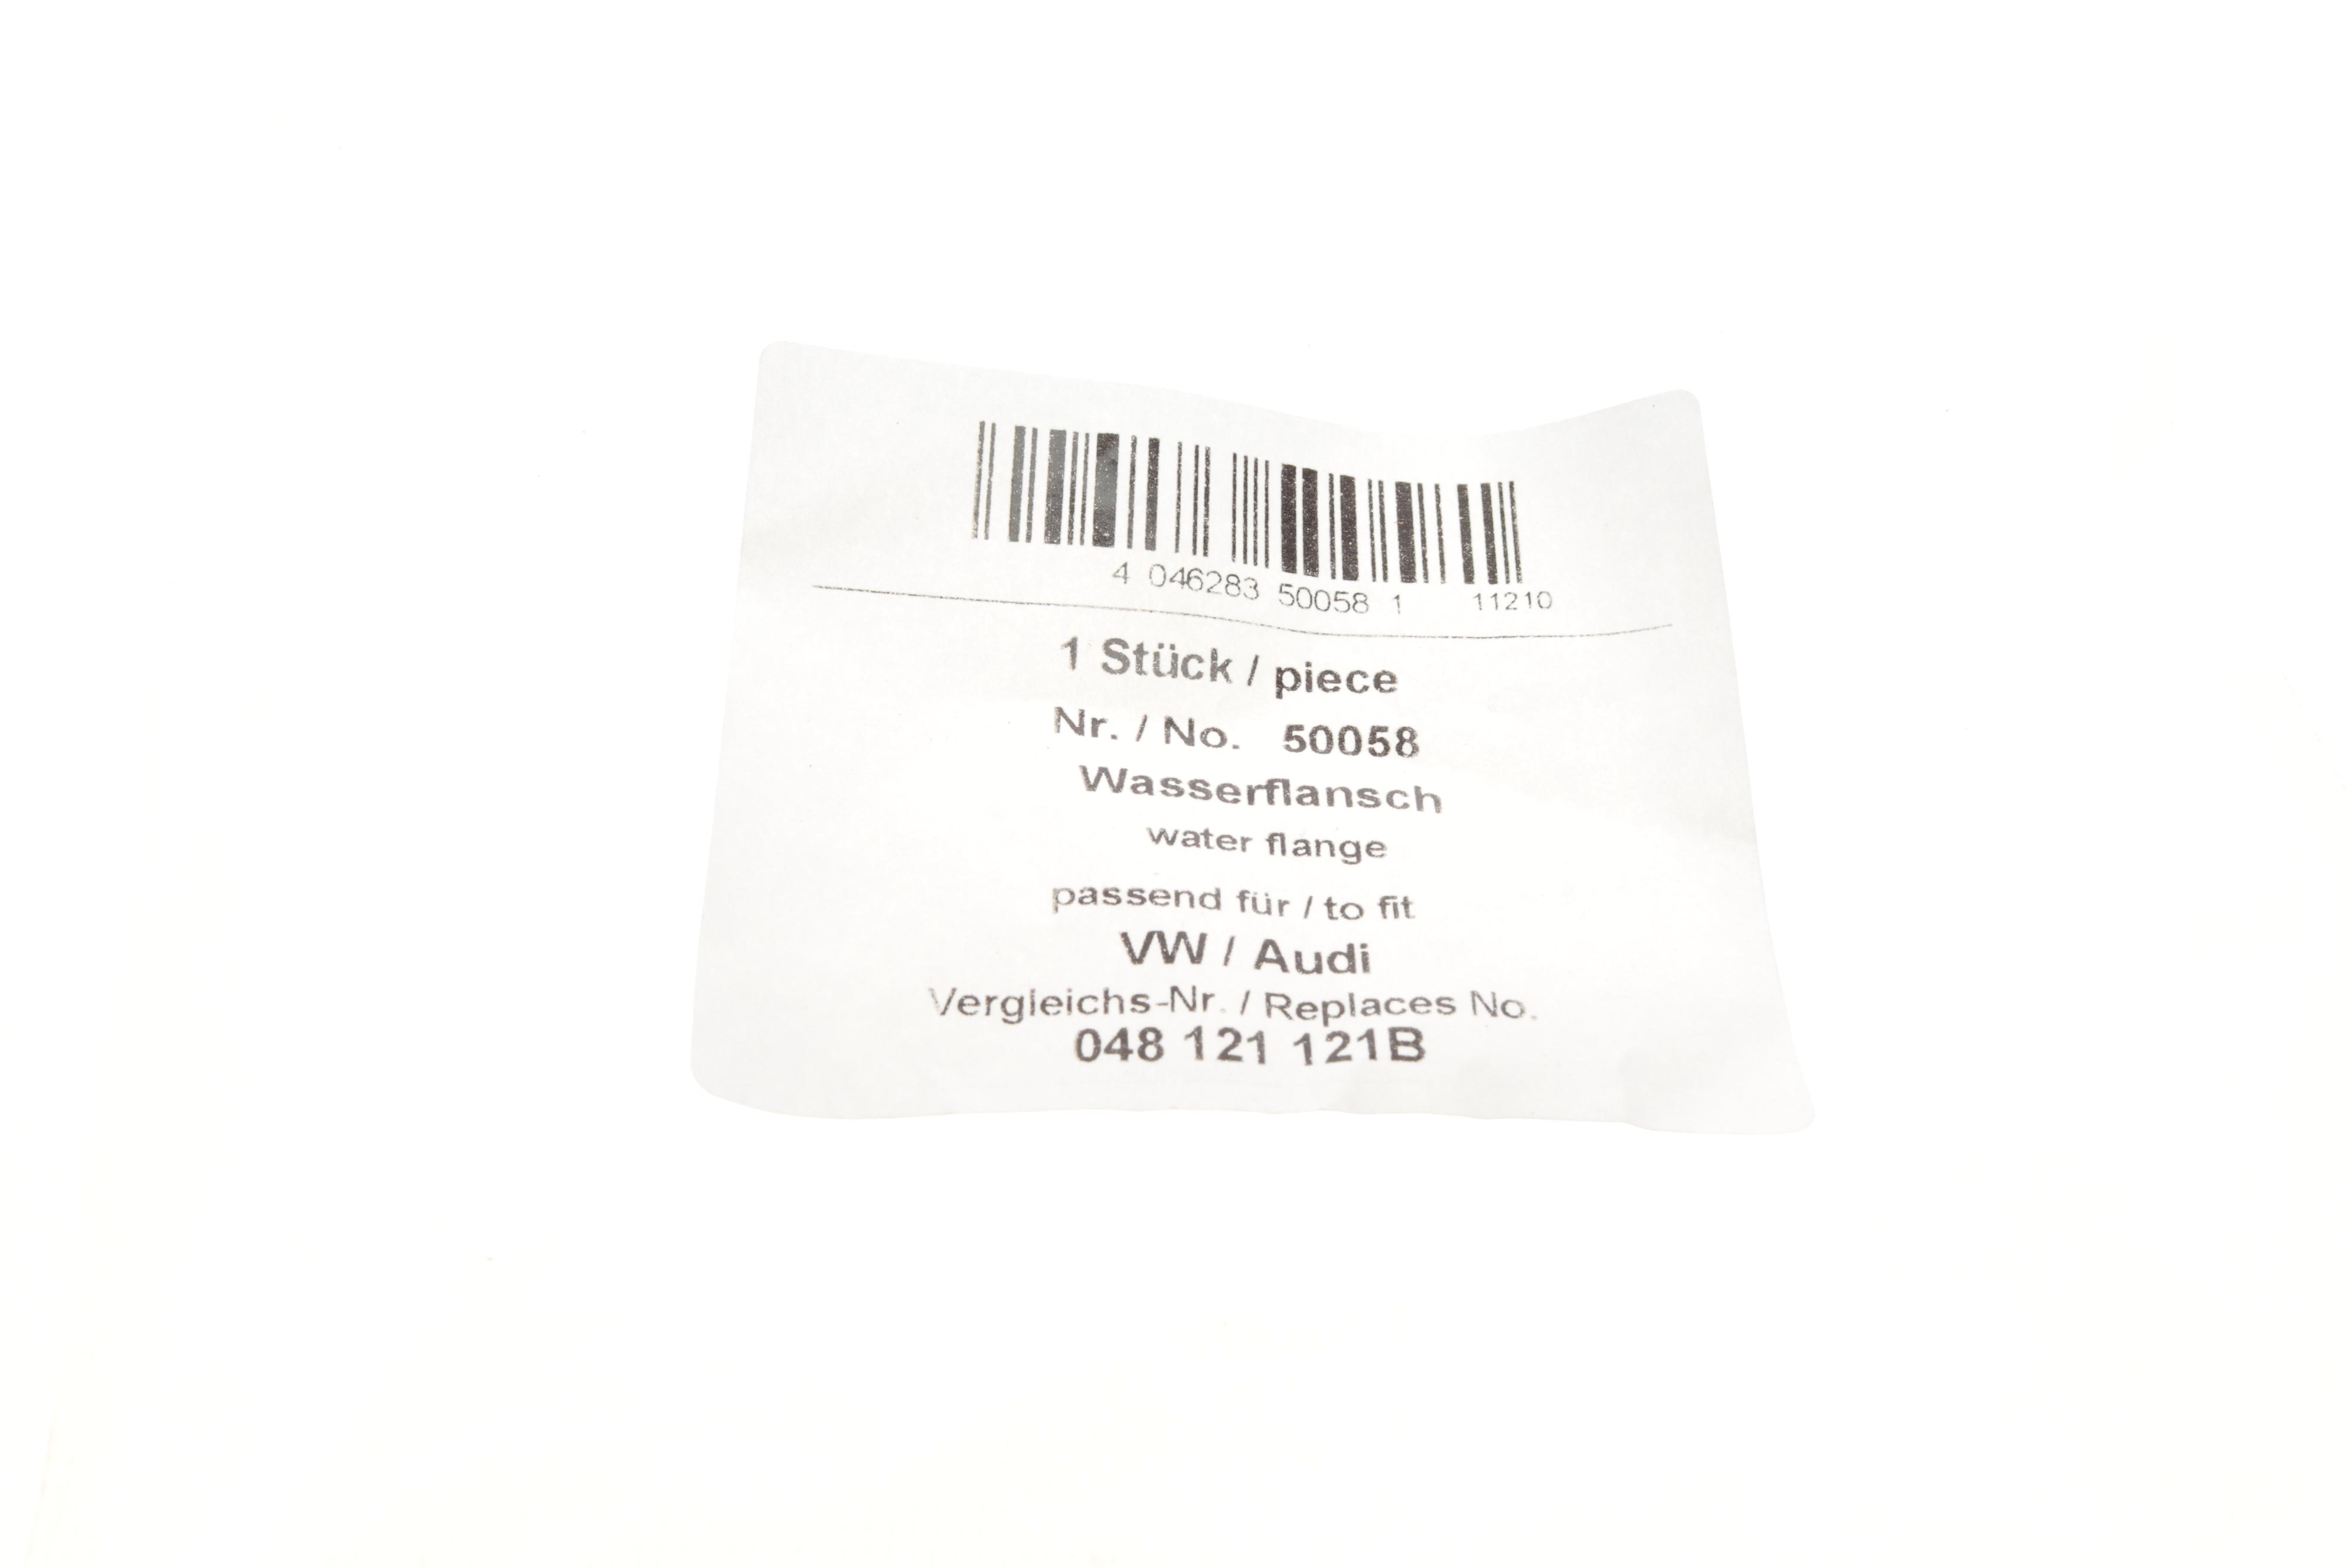 4 046283 50058 1 11210
1 Stück / piece
Nr. / No. 50058
Wasserflansch
water flange
passend für / to fit
VW / Audi
Vergleichs-Nr. / Replaces No.
048 121 121B